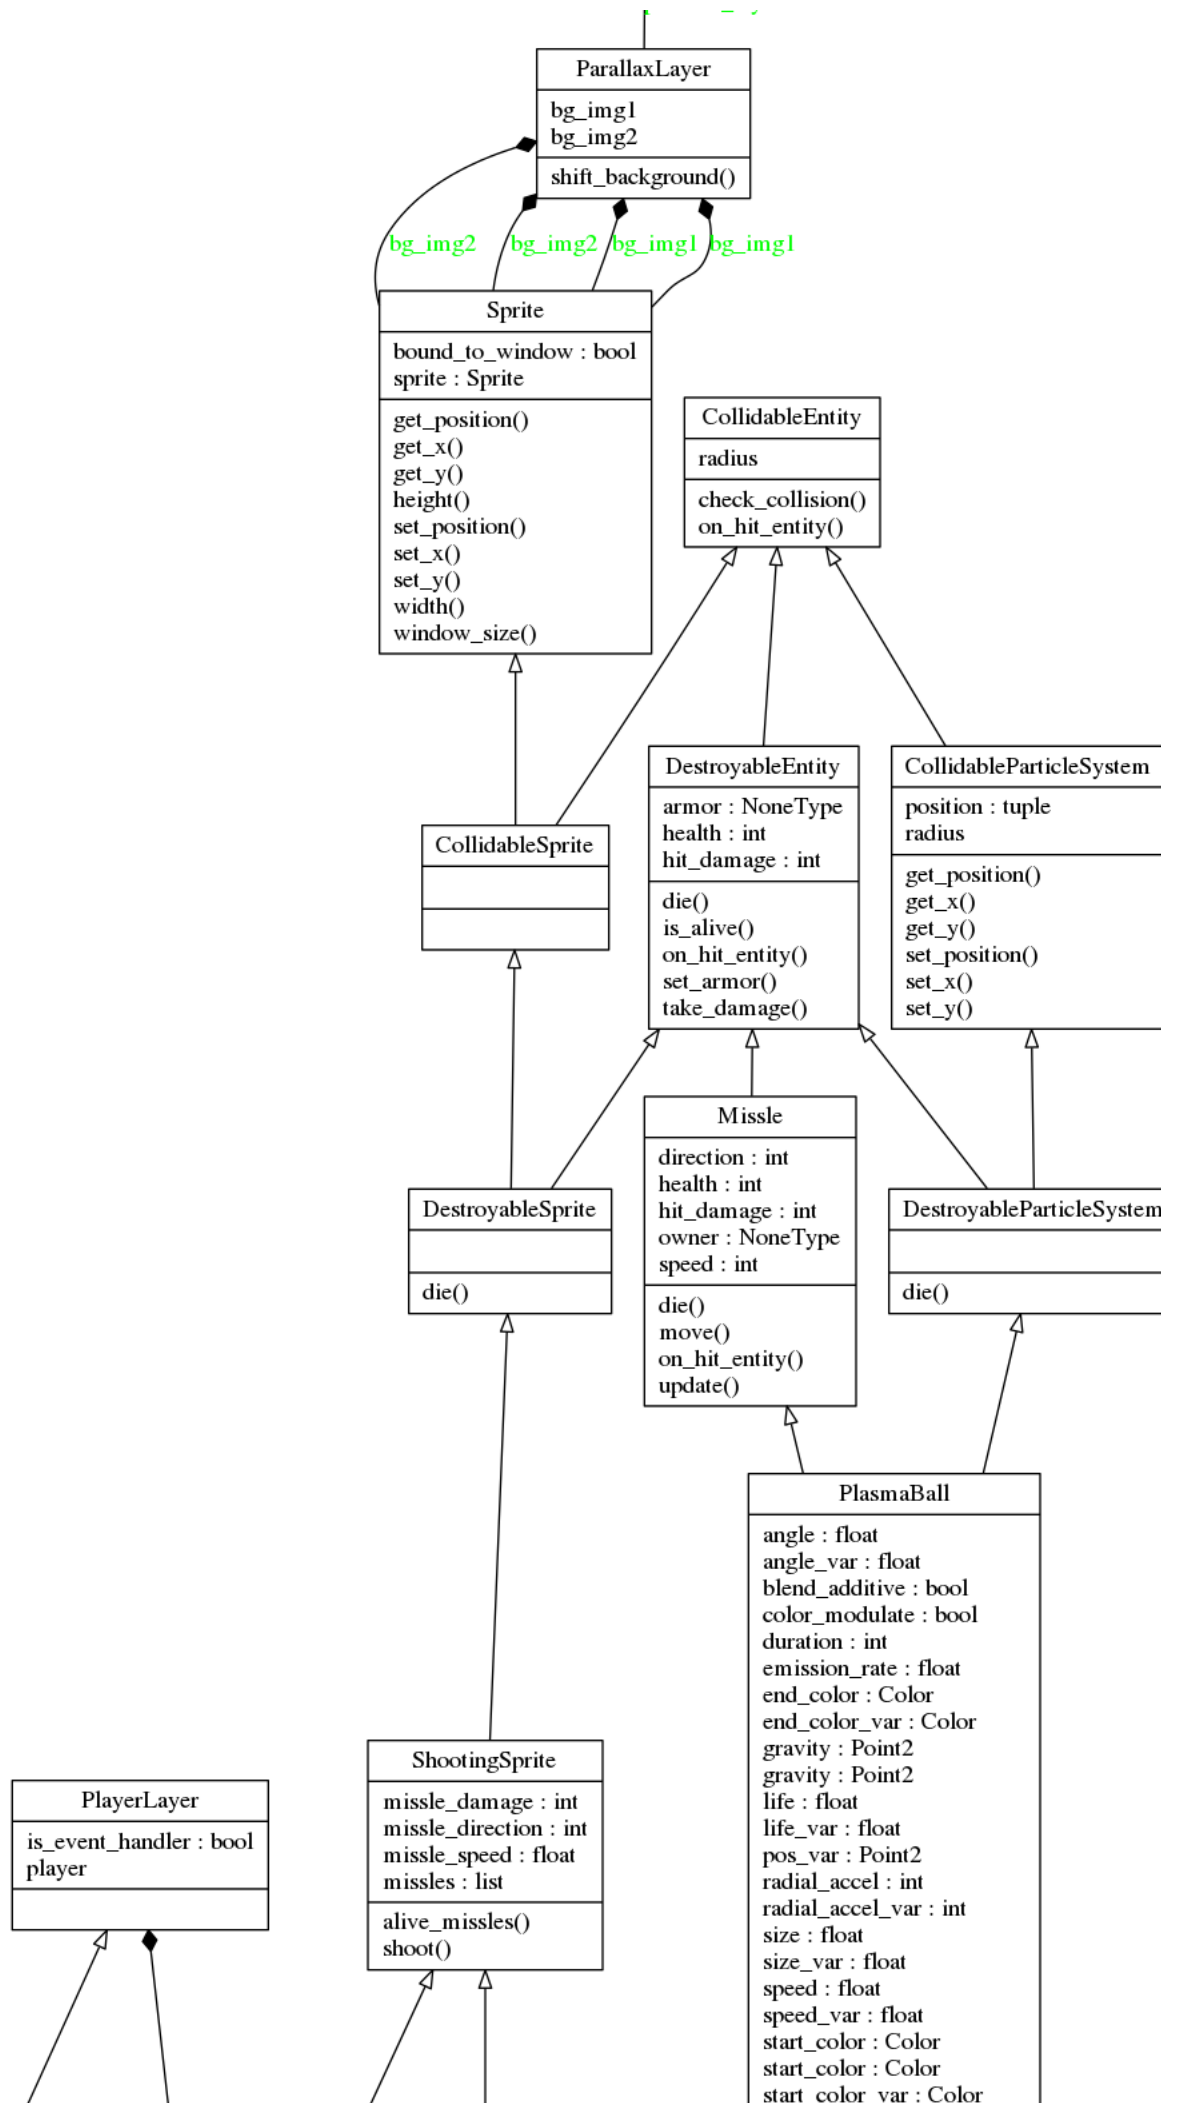 ParallaxLayer
bg_img1
bg_img2
shift_background()
bg_img2
bg_img2
bg_img1
bg_img1
Sprite
bound_to_window : bool
sprite : Sprite
get_position()
get_x()
get_y()
height()
set_position()
set_x()
set_y()
width()
window_size()
CollidableEntity
radius
check_collision()
on_hit_entity()
CollidableSprite
DestroyableEntity
armor : NoneType
health : int
hit_damage : int
die()
is_alive()
on_hit_entity()
set_armor()
take_damage()
CollidableParticleSystem
position : tuple
radius
get_position()
get_x()
get_y()
set_position()
set_x()
set_y()
DestroyableSprite
die()
Missle
direction : int
health : int
hit_damage : int
owner : NoneType
speed : int
die()
move()
on_hit_entity()
update()
DestroyableParticleSystem
die()
PlasmaBall
angle : float
angle_var : float
blend_additive : bool
color_modulate : bool
duration : int
emission_rate : float
end_color : Color
end_color_var : Color
gravity : Point2
gravity : Point2
life : float
life_var : float
pos_var : Point2
radial_accel : int
radial_accel_var : int
size : float
size_var : float
speed : float
speed_var : float
start_color : Color
start_color : Color
start_color_var : Color
ShootingSprite
missle_damage : int
missle_direction : int
missle_speed : float
missles : list
alive_missles()
shoot()
PlayerLayer
is_event_handler : bool
player